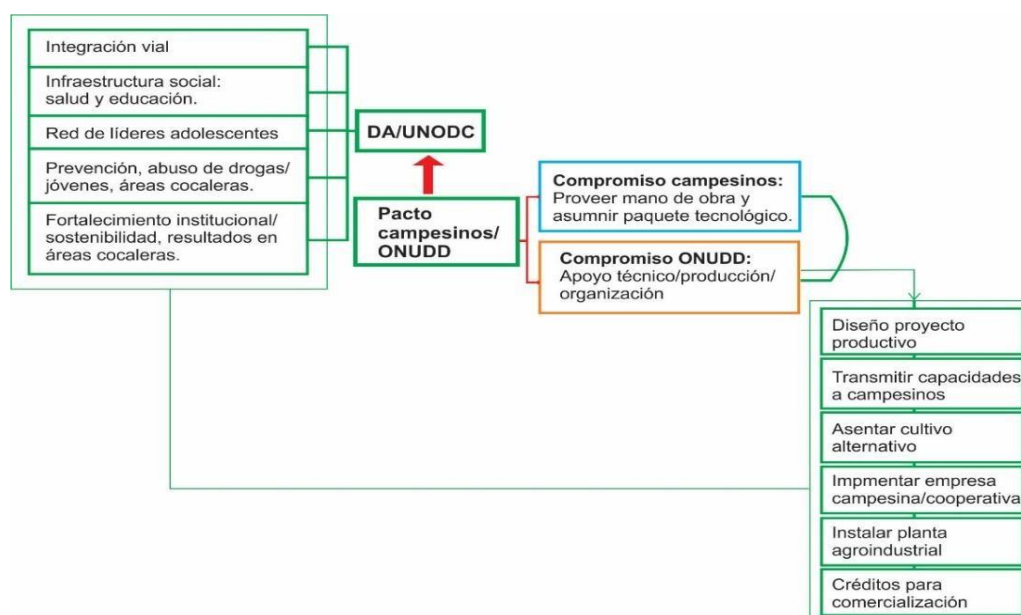 Integración vial
Infraestructura social:
salud y educación.
Red de líderes adolescentes
Prevención, abuso de drogas/
jóvenes, áreas cocaleras.
Fortalecimiento institucional/
sostenibilidad, resultados en
áreas cocaleras.
DA/UNODC
Pacto
campesinos/
ONUDD
Compromiso campesinos:
Proveer mano de obra y
asumnir paquete tecnológico.
Compromiso ONUDD:
Apoyo técnico/producción/
organización
Diseño proyecto
productivo
Transmitir capacidades
a campesinos
Asentar cultivo
alternativo
Impmentar empresa
campesina/cooperativa
Instalar planta
agroindustrial
Créditos para
comercialización